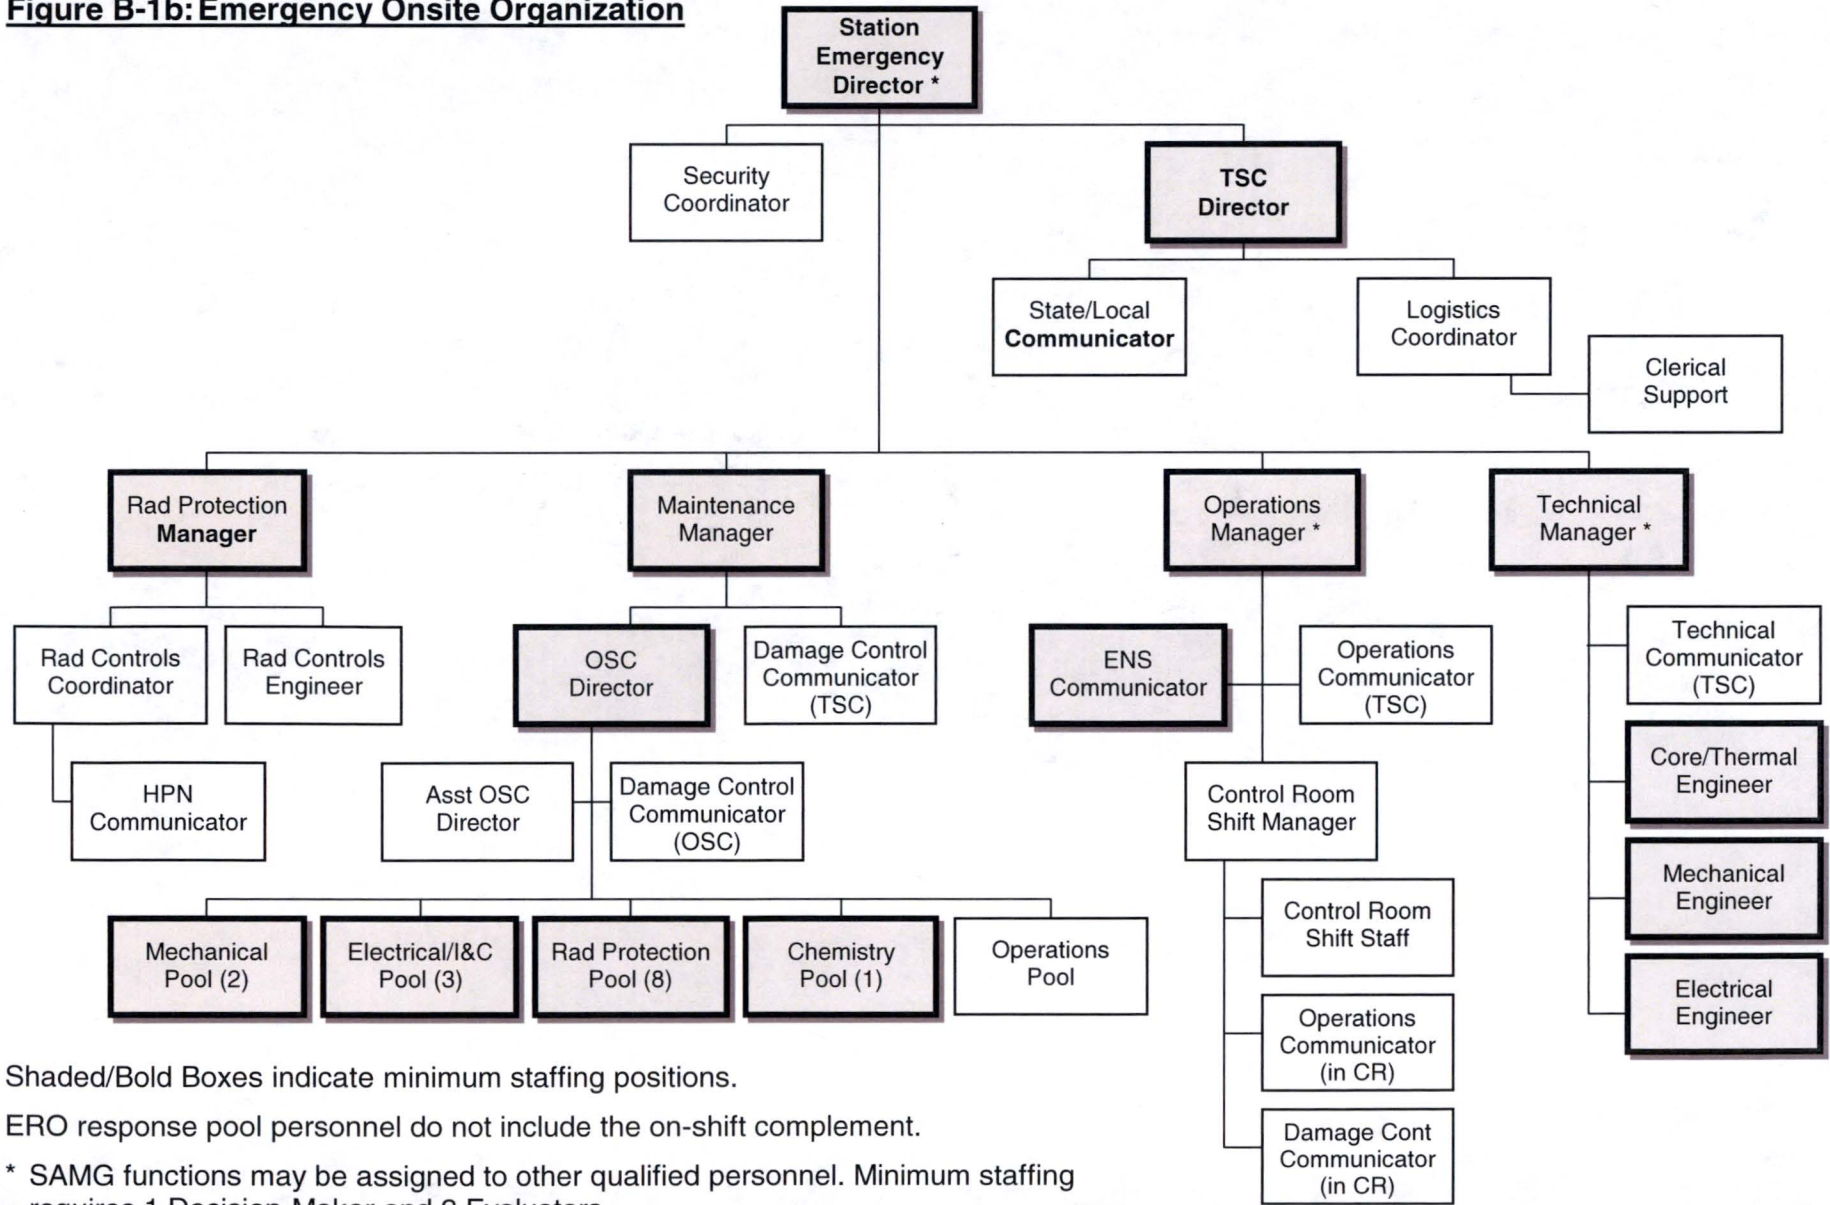 Figure B-1b: Emergency Onsite Organization
Station
Emergency
Director *
Security
Coordinator
TSC
Director
State/Local
Communicator
Logistics
Coordinator
Clerical
Support
Rad Protection
Manager
Maintenance
Manager
Operations
Manager *
Technical
Manager *
Rad Controls
Coordinator
Rad Controls
Engineer
OSC
Director
Damage Control
Communicator
(TSC)
ENS
Communicator
Operations
Communicator
(TSC)
Technical
Communicator
(TSC)
HPN
Communicator
Asst OSC
Director
Damage Control
Communicator
(OSC)
Control Room
Shift Manager
Core/Thermal
Engineer
Mechanical
Engineer
Electrical
Engineer
Mechanical
Pool (2)
Electrical/I&C
Pool (3)
Rad Protection
Pool (8)
Chemistry
Pool (1)
Operations
Pool
Control Room
Shift Staff
Operations
Communicator
(in CR)
Damage Cont
Communicator
(in CR)
Shaded/Bold Boxes indicate minimum staffing positions.
ERO response pool personnel do not include the on-shift complement.
* SAMG functions may be assigned to other qualified personnel. Minimum staffing
requires 1 Decision-Maker and Evaluators